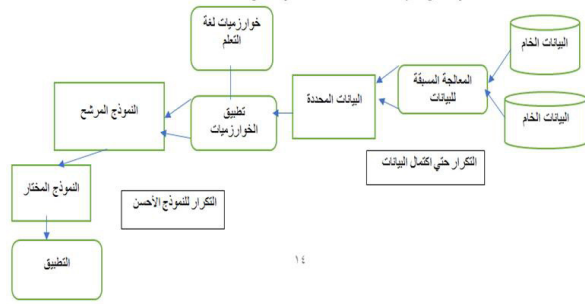 خوارزميات لغة
التعلم
البيانات الخام
المعالجة المسبقة
للبيانات
البيانات المحددة
تطبيق
الخوارزميات
النموذج المرشح
البيانات الخام
التكرار حتي اكتمال البيانات
النموذج المختار
التكرار للنموذج الأحسن
التطبيق
١٤